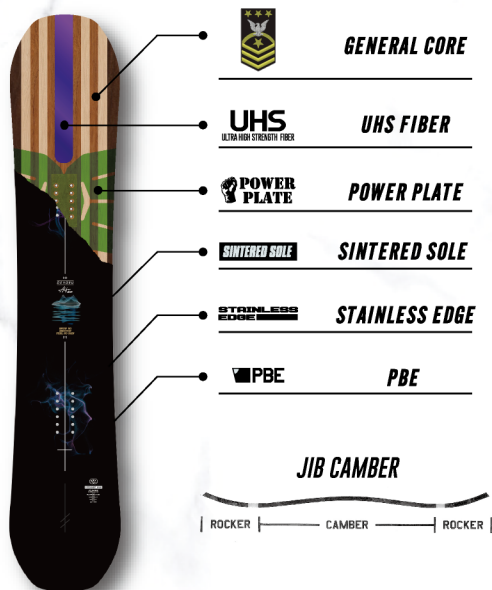 GENERAL CORE
UHS
ULTRA HIGH STRENGTH FIBER
UHS FIBER
POWER
PLATE
POWER PLATE
SINTERED SOLE
SINTERED SOLE
STAINLESS
EDGE
STAINLESS EDGE
PBE
PBE
JIB CAMBER
ROCKER
CAMBER
ROCKER